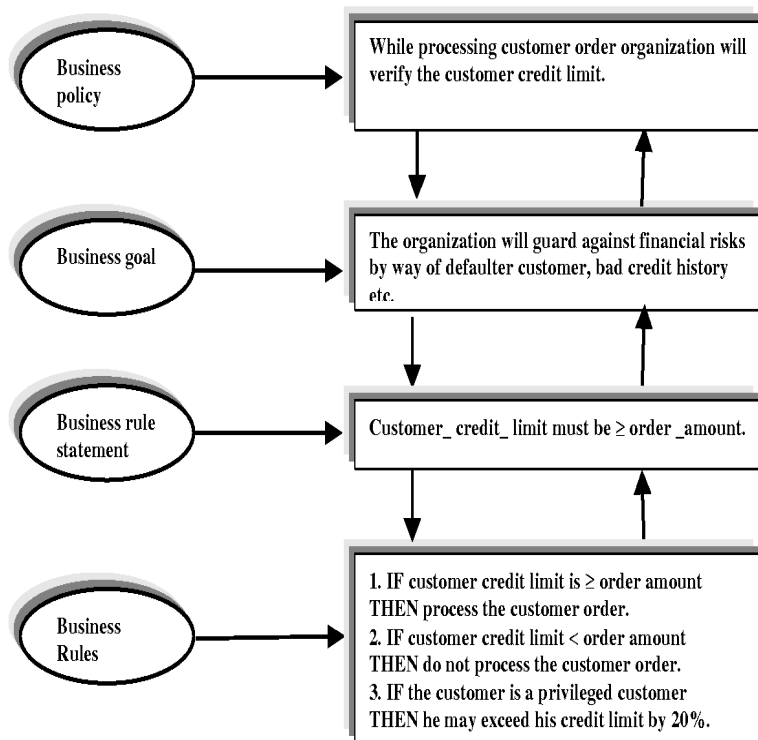 Business
policy
While processing customer order organization will
verify the customer credit limit.
Business goal
The organization will guard against financial risks
by way of defaulter customer, bad credit history
etc.
Business rule
statement
Customer_ credit_ limit must be ≥ order _amount.
Business
Rules
1. IF customer credit limit is ≥ order amount
THEN process the customer order.
2. IF customer credit limit < order amount
THEN do not process the customer order.
3. IF the customer is a privileged customer
THEN he may exceed his credit limit by 20%.